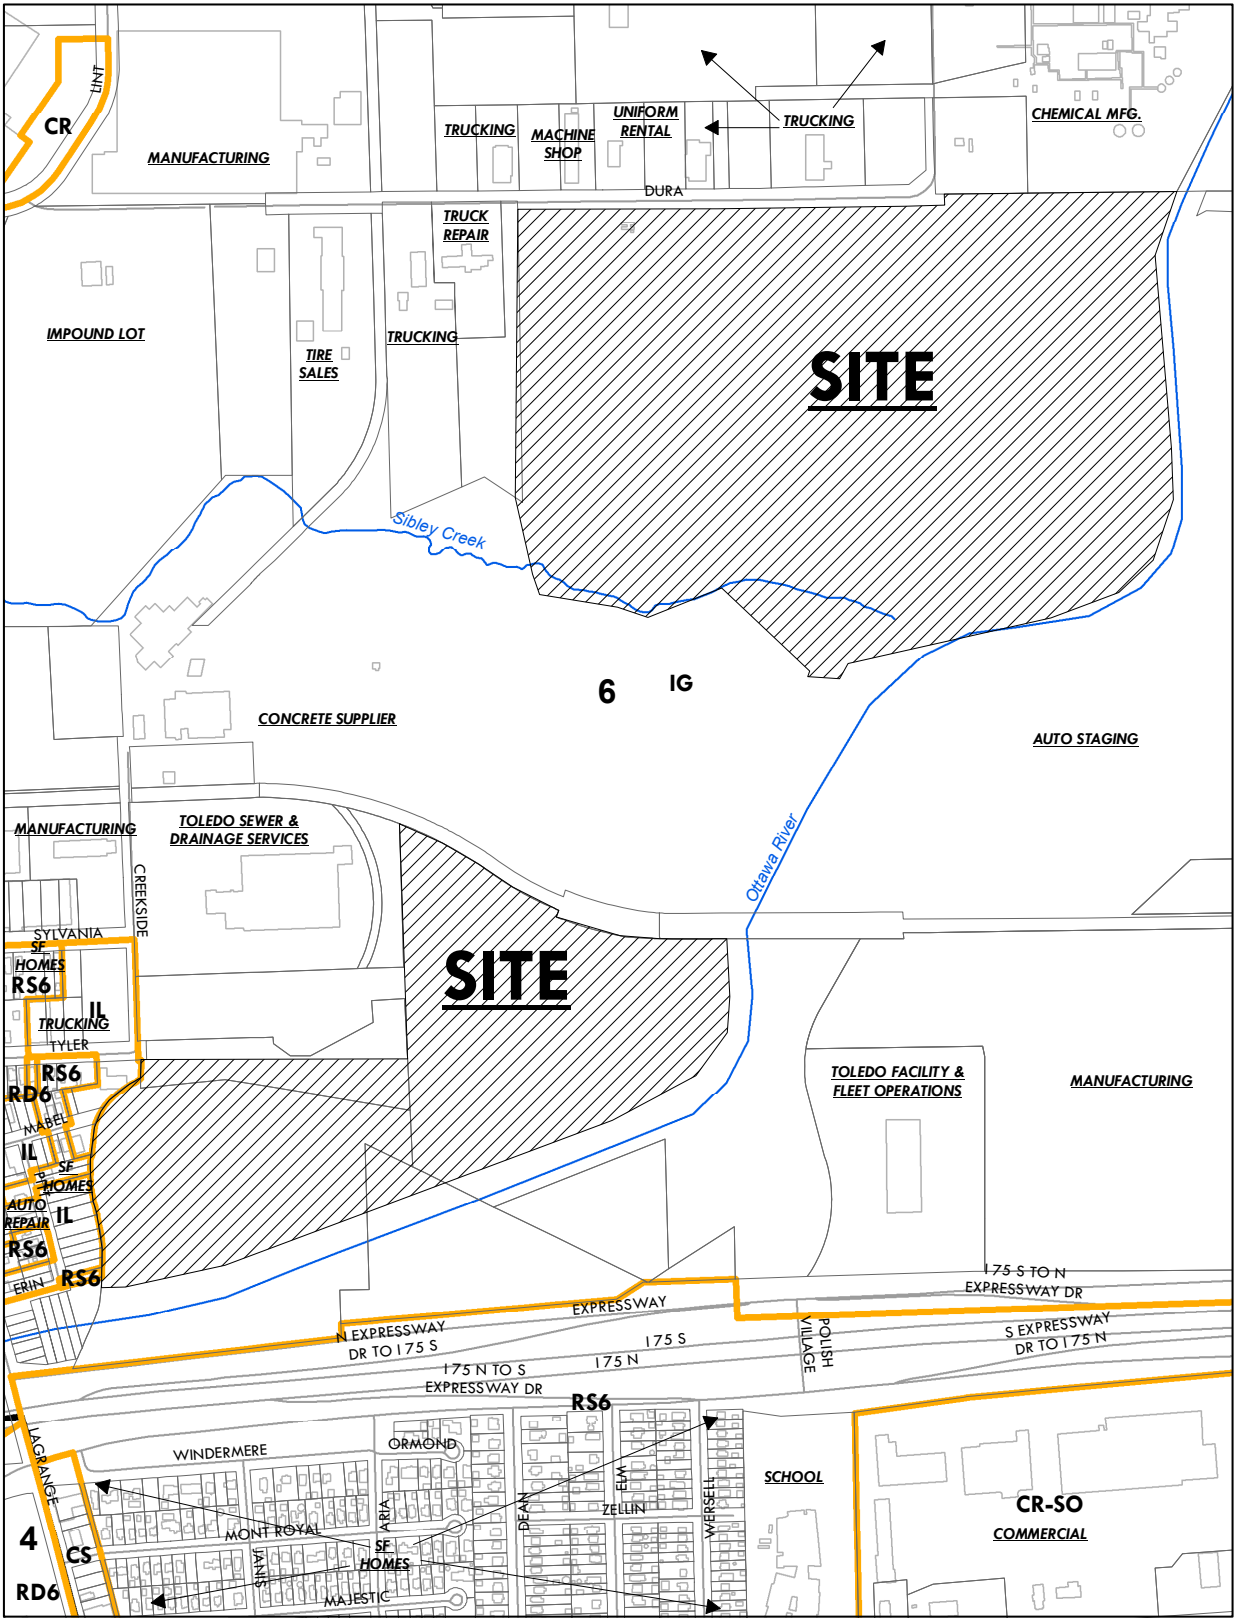 LINT
CR
MANUFACTURING
TRUCKING
MACHINE
SHOP
UNIFORM
RENTAL
TRUCKING
CHEMICAL MFG.
DURA
TRUCK
REPAIR
IMPOUND LOT
TIRE
SALES
TRUCKING
SITE
Sibley Creek
6
IG
CONCRETE SUPPLIER
AUTO STAGING
MANUFACTURING
TOLEDO SEWER &
DRAINAGE SERVICES
CREEKSIDE
Ottawa River
SYLVANIA
SF
HOMES
RS6
IL
TRUCKING
TYLER
SITE
RS6
RD6
MABEL
IL
SF
HOMES
AUTO
REPAIR
IL
RS6
ERIN
RS6
TOLEDO FACILITY &
FLEET OPERATIONS
MANUFACTURING
I 75 S TO N
EXPRESSWAY DR
EXPRESSWAY
N EXPRESSWAY
DR TO I 75 S
I 75 S
I 75 N
I 75 N TO S
EXPRESSWAY DR
POLISH
VILLAGE
S EXPRESSWAY
DR TO I 75 N
RS6
LAGRANGE
WINDERMERE
ORMOND
ARIA
DEAN
ELM
ZELLIN
WERSELL
SCHOOL
CR-SO
COMMERCIAL
MONT ROYAL
JANIS
SF
HOMES
MAJESTIC
4
CS
RD6